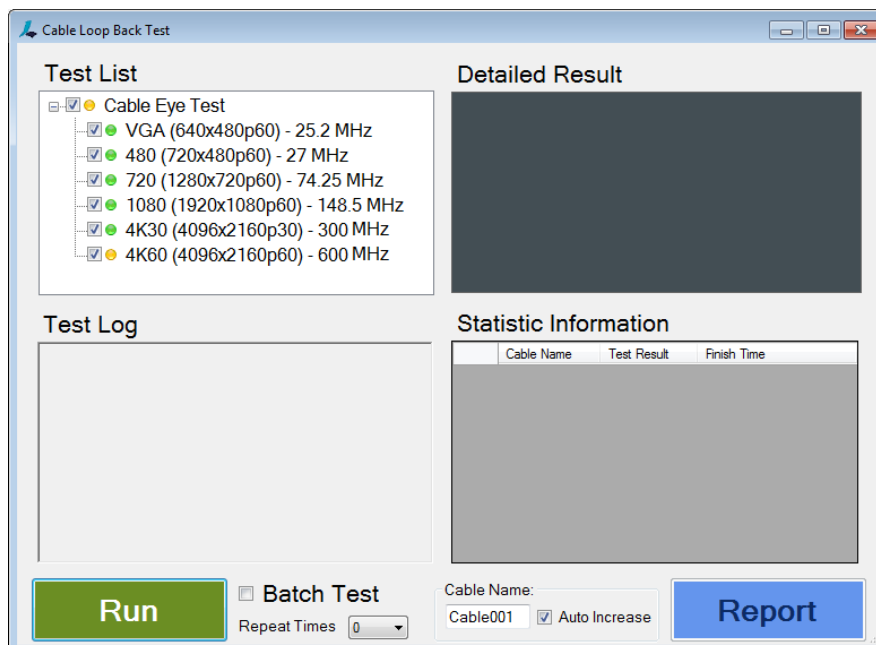 Cable Loop Back Test
Test List
Cable Eye Test
VGA (640x480p60) - 25.2 MHz
480 (720x480p60) - 27 MHz
720 (1280x720p60) - 74.25 MHz
1080 (1920x1080p60) - 148.5 MHz
4K30 (4096x2160p30) - 300 MHz
4K60 (4096x2160p60) - 600 MHz
Detailed Result
Test Log
Statistic Information
Cable Name Test Result Finish Time
Run
Batch Test
Repeat Times 0
Cable Name:
Cable001 Auto Increase
Report